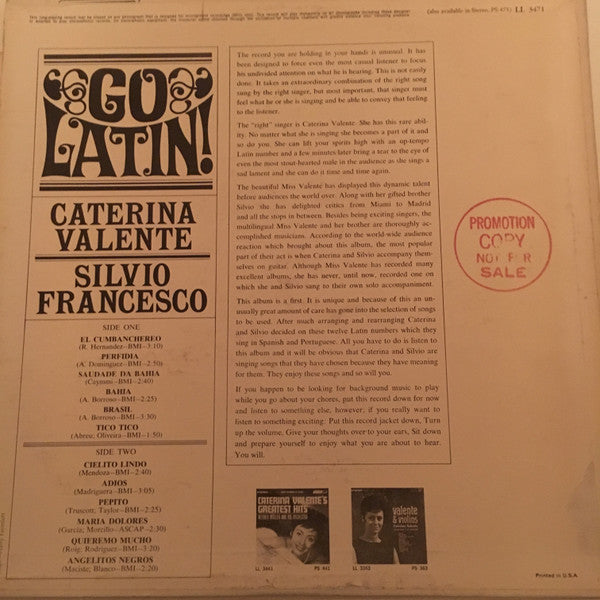 (also available in Stereo, PS 471) LL 3471
GO
LATIN!
CATERINA
VALENTE
SILVIO
FRANCESCO
SIDE ONE
EL CUMBANCHEREO
(R. Hernandez—BMI—3:10)
PERFIDIA
(A. Dominguez—BMI—2:50)
SAUDADE DA BAHIA
(Caymmi—2:40)
BAHIA
(A. Borroso—BMI—2:25)
BRASIL
(A. Borroso—BMI—3:30)
TICO TICO
(Abreu; Oliveira—BMI—1:50)
SIDE TWO
CIELITO LINDO
(Mendoza—BMI—2:40)
ADIOS
(Madriguera—BMI—3:05)
PEPITO
(Truscott, Taylor—BMI—2:25)
MARIA DOLORES
(Garcia; Morcillo—ASCAP—2:30)
QUIEREMO MUCHO
(Roig; Rodriguez—BMI—3:20)
ANGELITOS NEGROS
(Maciste; Blanco—BMI—2:20)
The record you are holding in your hands is unusual. It has
been designed to force even the most casual listener to focus
his undivided attention on what he is hearing. This is not easily
done. It takes an extraordinary combination of the right song
sung by the right singer, but most important, that singer must
feel what he or she is singing and be able to convey that feeling
to the listener.
The "right" singer is Caterina Valente. She has this rare abil-
ity. No matter what she is singing she becomes a part of it and
so do you. She can lift your spirits high with an up-tempo
Latin number and a few minutes later bring a tear to the eye of
even the most stout-hearted male in the audience as she sings a
sad lament and she can do it time and time again.
The beautiful Miss Valente has displayed this dynamic talent
before audiences the world over. Along with her gifted brother
Silvio she has delighted critics from Miami to Madrid
and all the stops in between. Besides being exciting singers, the
multilingual Miss Valente and her brother are thoroughly ac-
complished musicians. According to the world-wide audience
reaction which brought about this album, the most popular
part of their act is when Caterina and Silvio accompany them-
selves on guitar. Although Miss Valente has recorded many
excellent albums, she has never, until now, recorded one on
which she and Silvio sang to their own solo accompaniment.
This album is a first. It is unique and because of this an un-
usually great amount of care has gone into the selection of songs
to be used. After much arranging and rearranging Caterina
and Silvio decided on these twelve Latin numbers which they
sing in Spanish and Portuguese. All you have to do is listen to
this album and it will be obvious that Caterina and Silvio are
singing songs that they have chosen because they have meaning
for them. They enjoy these songs and so will you.
If you happen to be looking for background music to play
while you go about your chores, put this record down for now
and listen to something else, however; if you really want to
listen to something exciting: Put this record jacket down, Turn
up the volume, Give your thoughts over to your ears, Sit down
and prepare yourself to enjoy what you are about to hear.
You will.
PROMOTION
COPY
NOT FOR
SALE
CATERINA VALENTE'S
GREATEST HITS
valente
& violins
LL 3441 PS 441
LL 3363 PS 363
Printed in U.S.A.